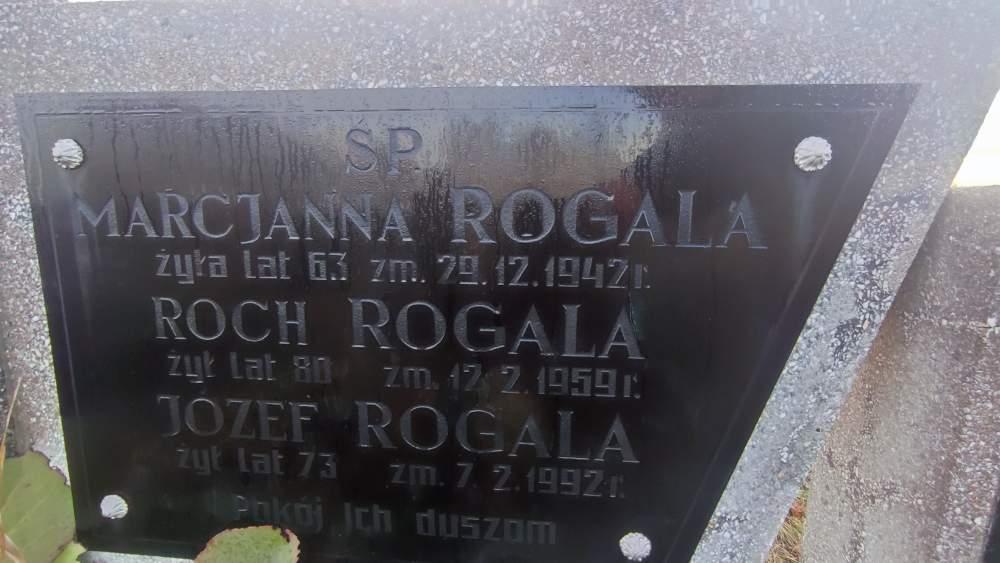 ŚP.
MARCJANNA ROGALA
żyła lat 63 zm. 29.12.1942 r.
ROCH ROGALA
żył lat 80 zm. 12.2.1959 r.
JÓZEF ROGALA
żył lat 73 zm. 7.2.1992 r.
Pokój Ich duszom